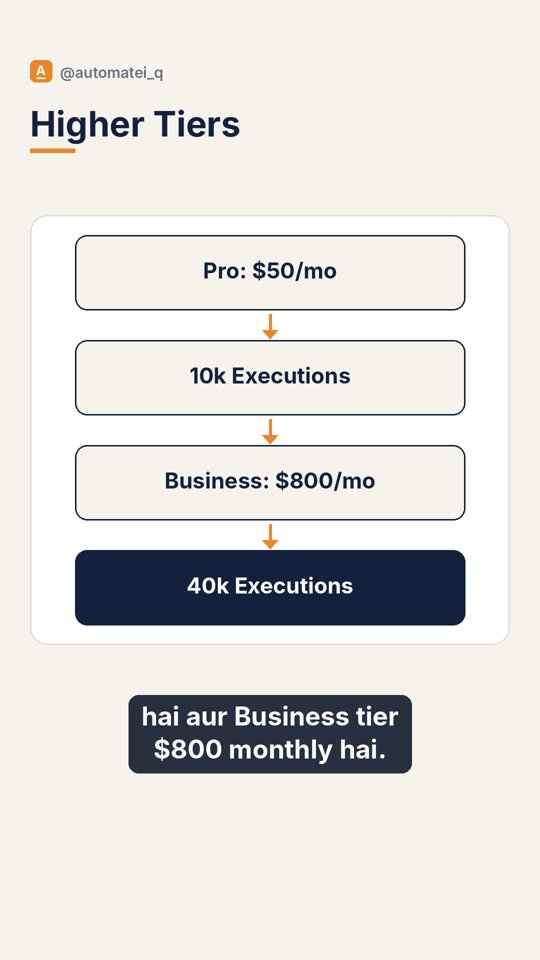 A
@automatei_q
Higher Tiers
Pro: $50/mo
10k Executions
Business: $800/mo
40k Executions
hai aur Business tier
$800 monthly hai.